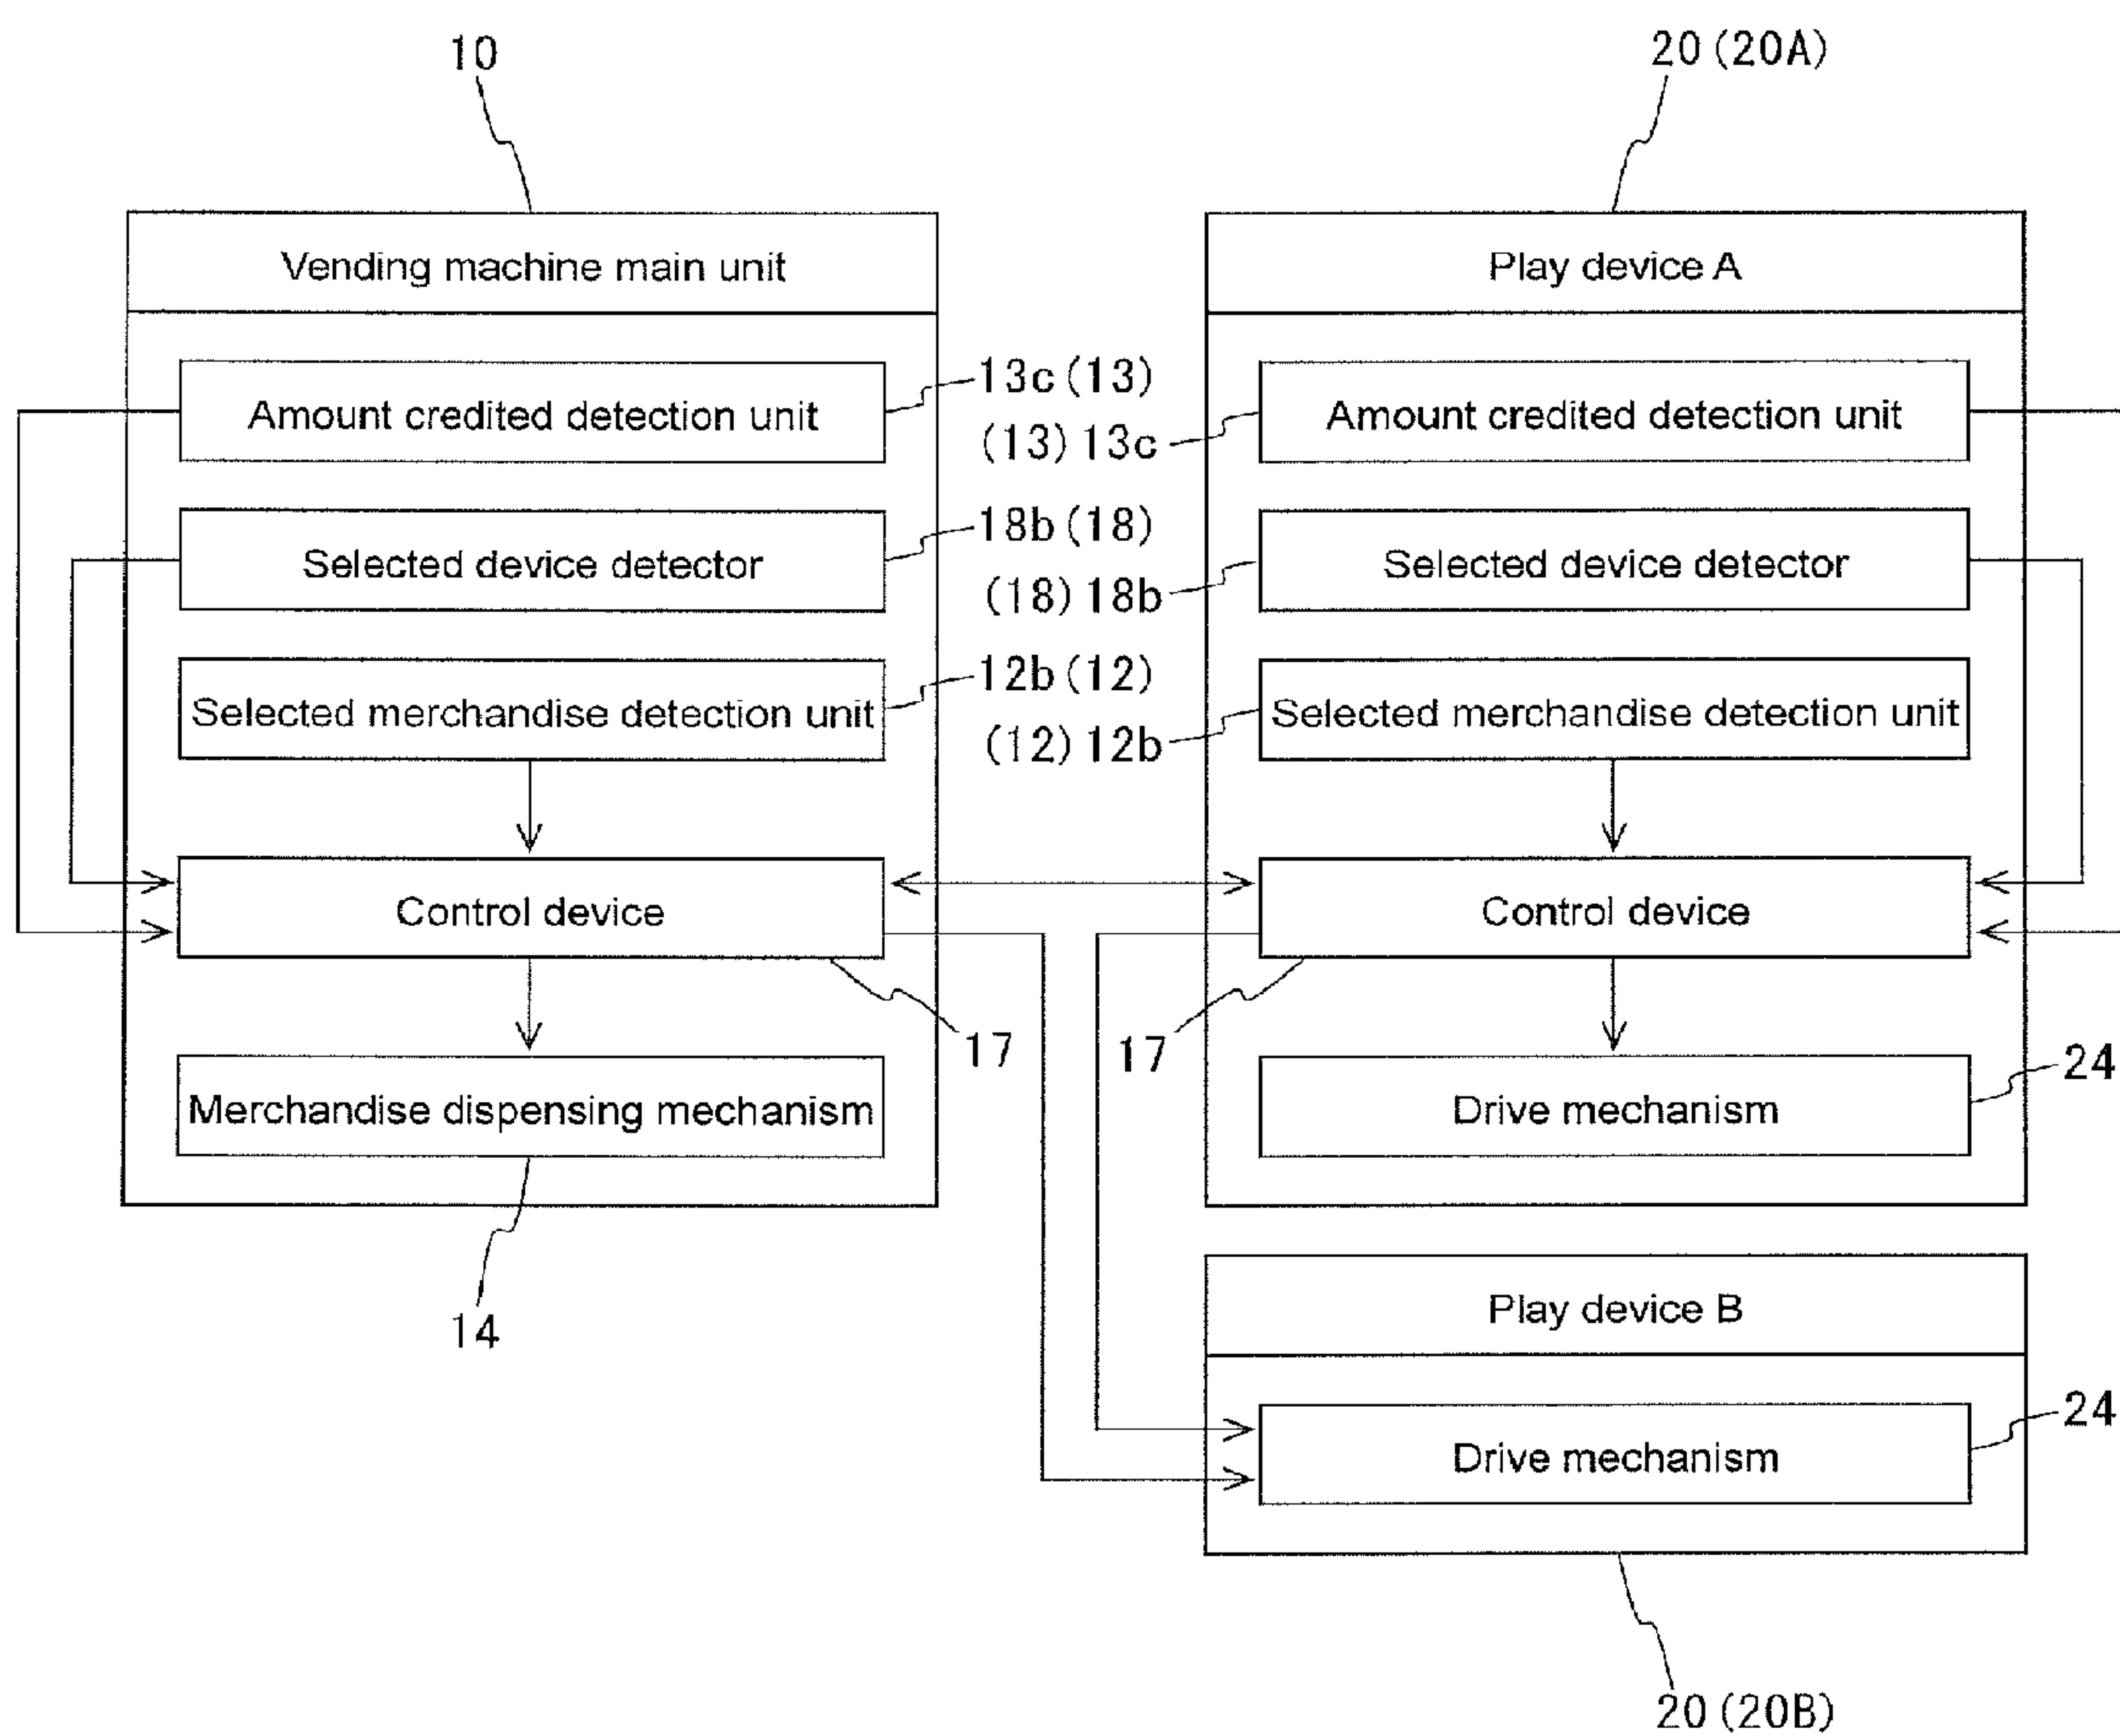 10
20 (20A)
Vending machine main unit
Play device A
Amount credited detection unit
13c (13)
(13) 13c
Amount credited detection unit
Selected device detector
18b (18)
(18) 18b
Selected device detector
Selected merchandise detection unit
12b (12)
(12) 12b
Selected merchandise detection unit
Control device
Control device
17
17
Merchandise dispensing mechanism
Drive mechanism
24
14
Play device B
Drive mechanism
24
20 (20B)